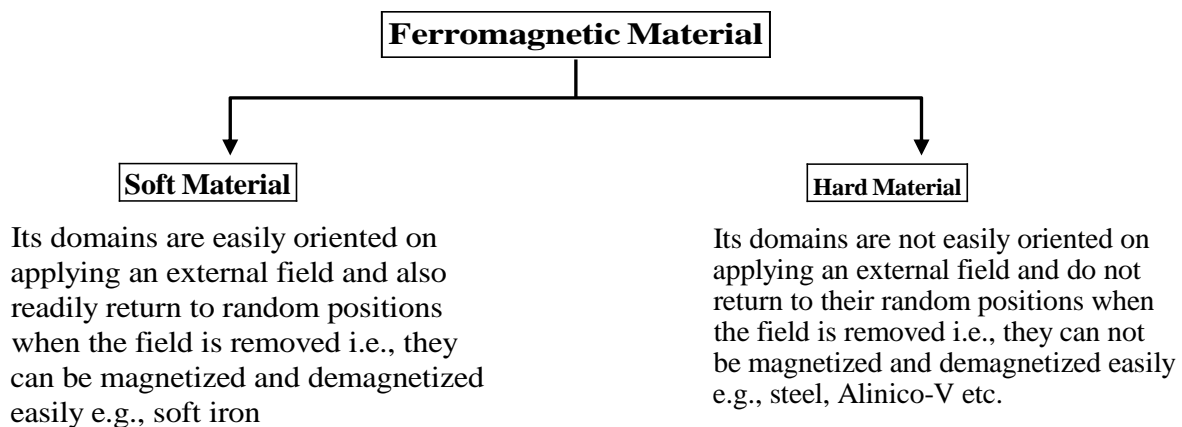 Ferromagnetic Material
Soft Material
Its domains are easily oriented on
applying an external field and also
readily return to random positions
when the field is removed i.e., they
can be magnetized and demagnetized
easily e.g., soft iron
Hard Material
Its domains are not easily oriented on
applying an external field and do not
return to their random positions when
the field is removed i.e., they can not
be magnetized and demagnetized easily
e.g., steel, Alinico-V etc.